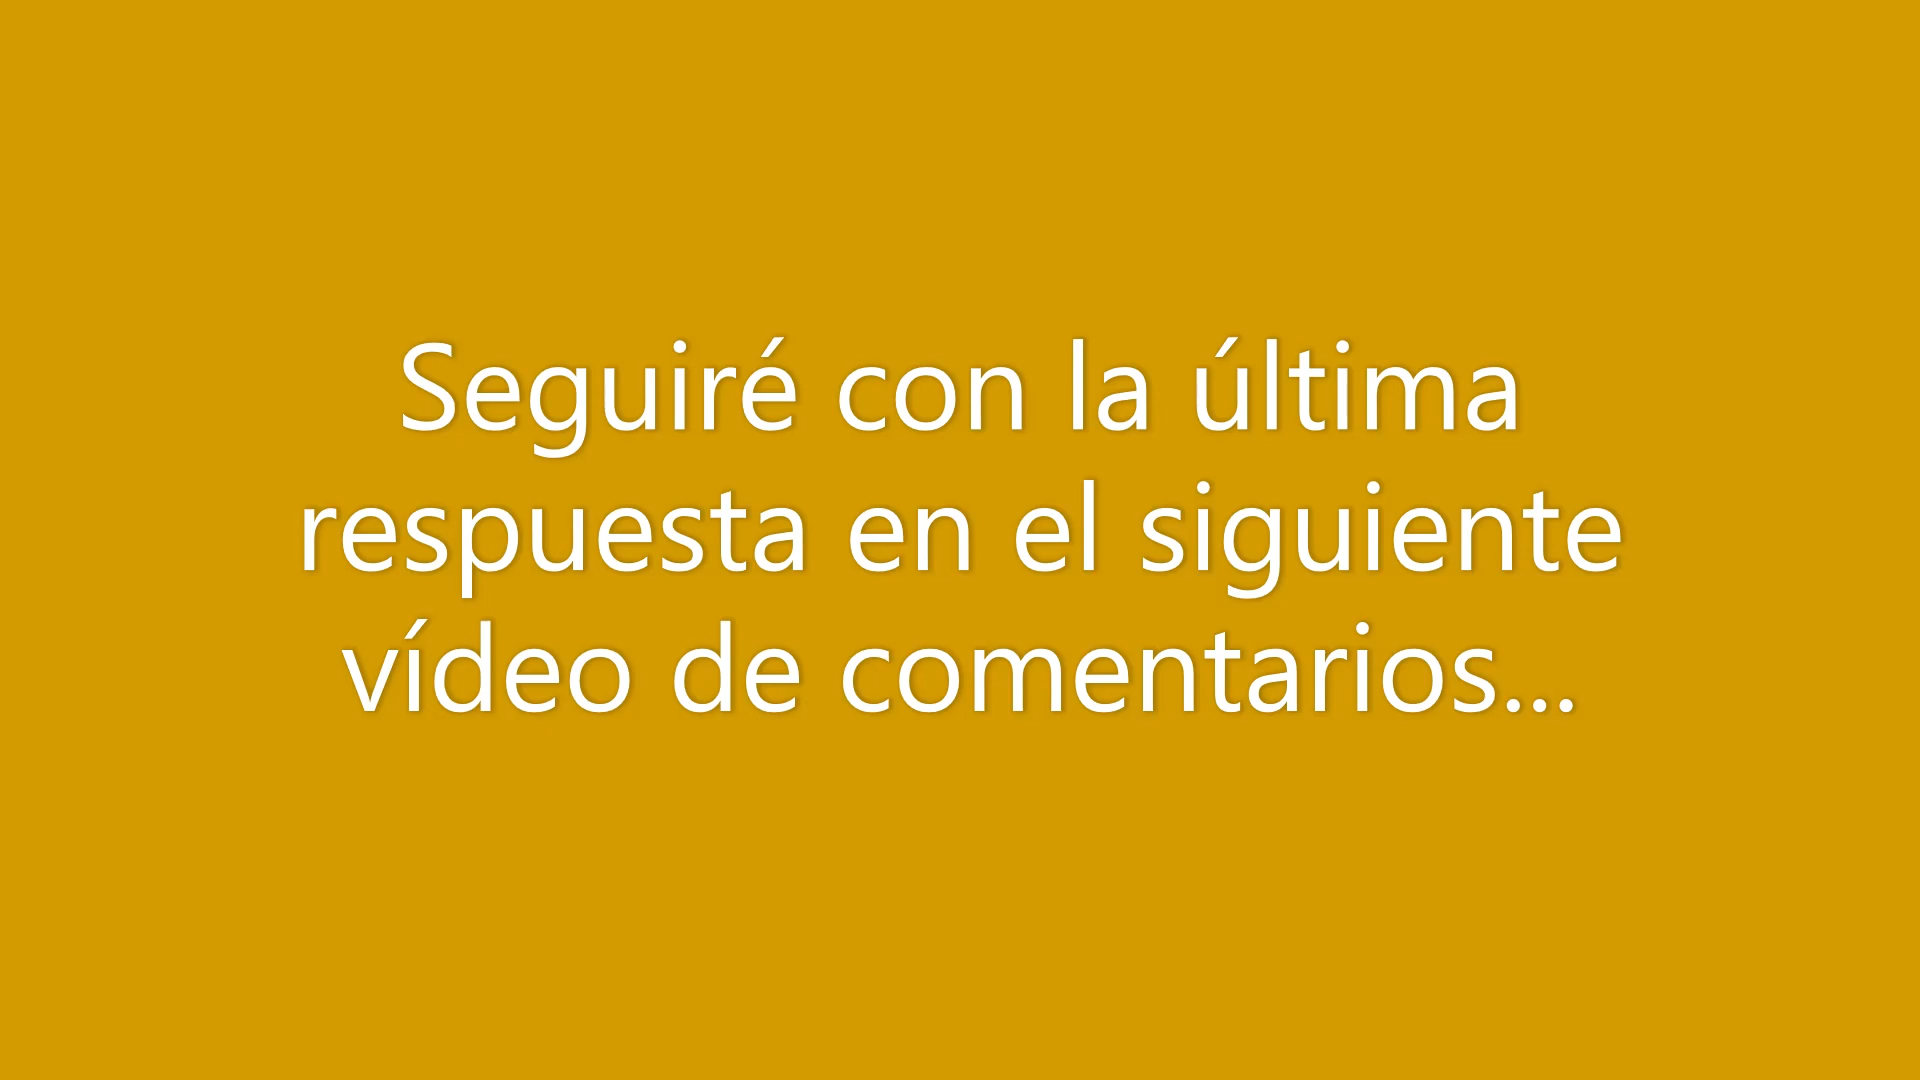 Seguiré con la última
respuesta en el siguiente
vídeo de comentarios...